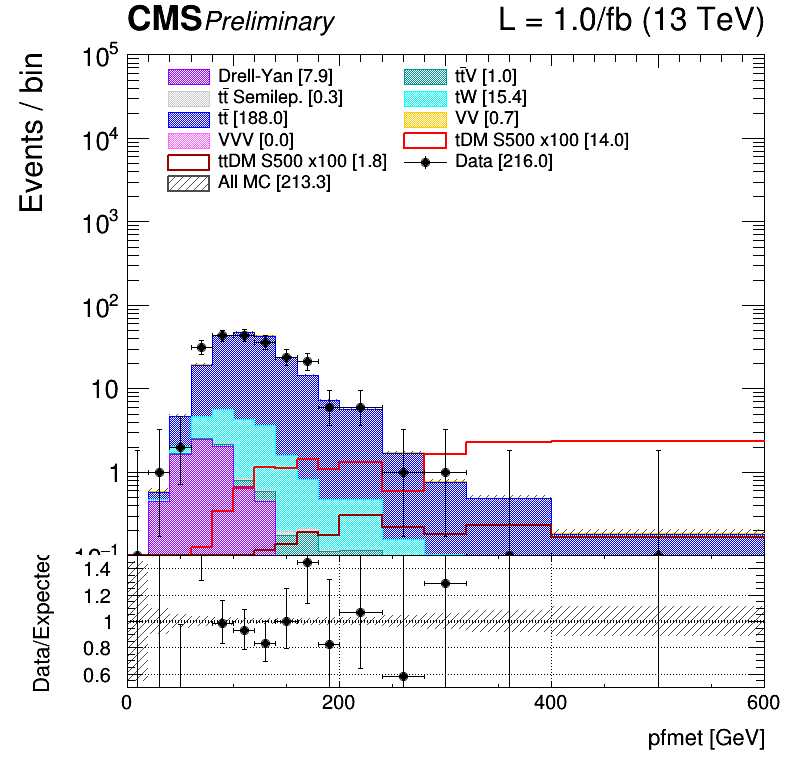 CMS Preliminary L = 1.0/fb (13 TeV)
Events / bin
10^5
10^4
10^3
10^2
10
1
10^−1
Drell-Yan [7.9] tt̄V [1.0]
tt̄ Semilep. [0.3] tW [15.4]
tt̄ [188.0] VV [0.7]
VVV [0.0] tDM S500 x100 [14.0]
ttDM S500 x100 [1.8] Data [216.0]
All MC [213.3]
Data/Expected
1.4
1.2
1
0.8
0.6
0 200 400 600
pfmet [GeV]